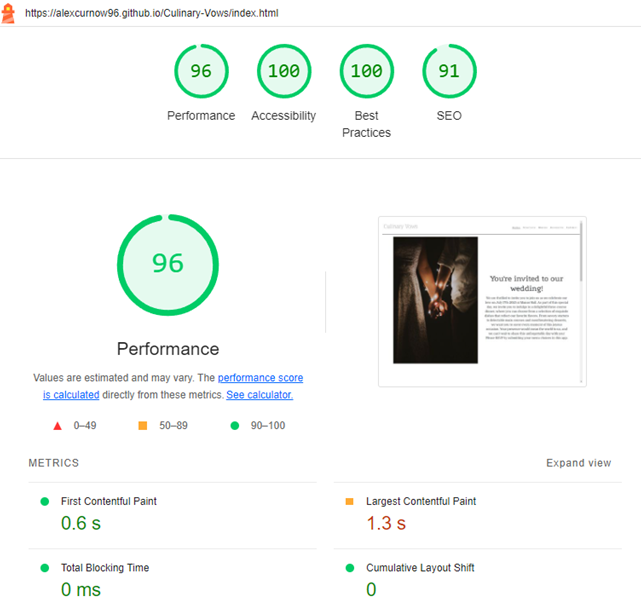 https://alexcurnow96.github.io/Culinary-Vows/index.html
96
100
100
91
Performance
Accessibility
Best
Practices
SEO
96
Culinary Vows
You're invited to our
wedding!
Performance
Values are estimated and may vary. The performance score
is calculated directly from these metrics. See calculator.
0–49
50–89
90–100
METRICS
Expand view
First Contentful Paint
0.6 s
Largest Contentful Paint
1.3 s
Total Blocking Time
0 ms
Cumulative Layout Shift
0